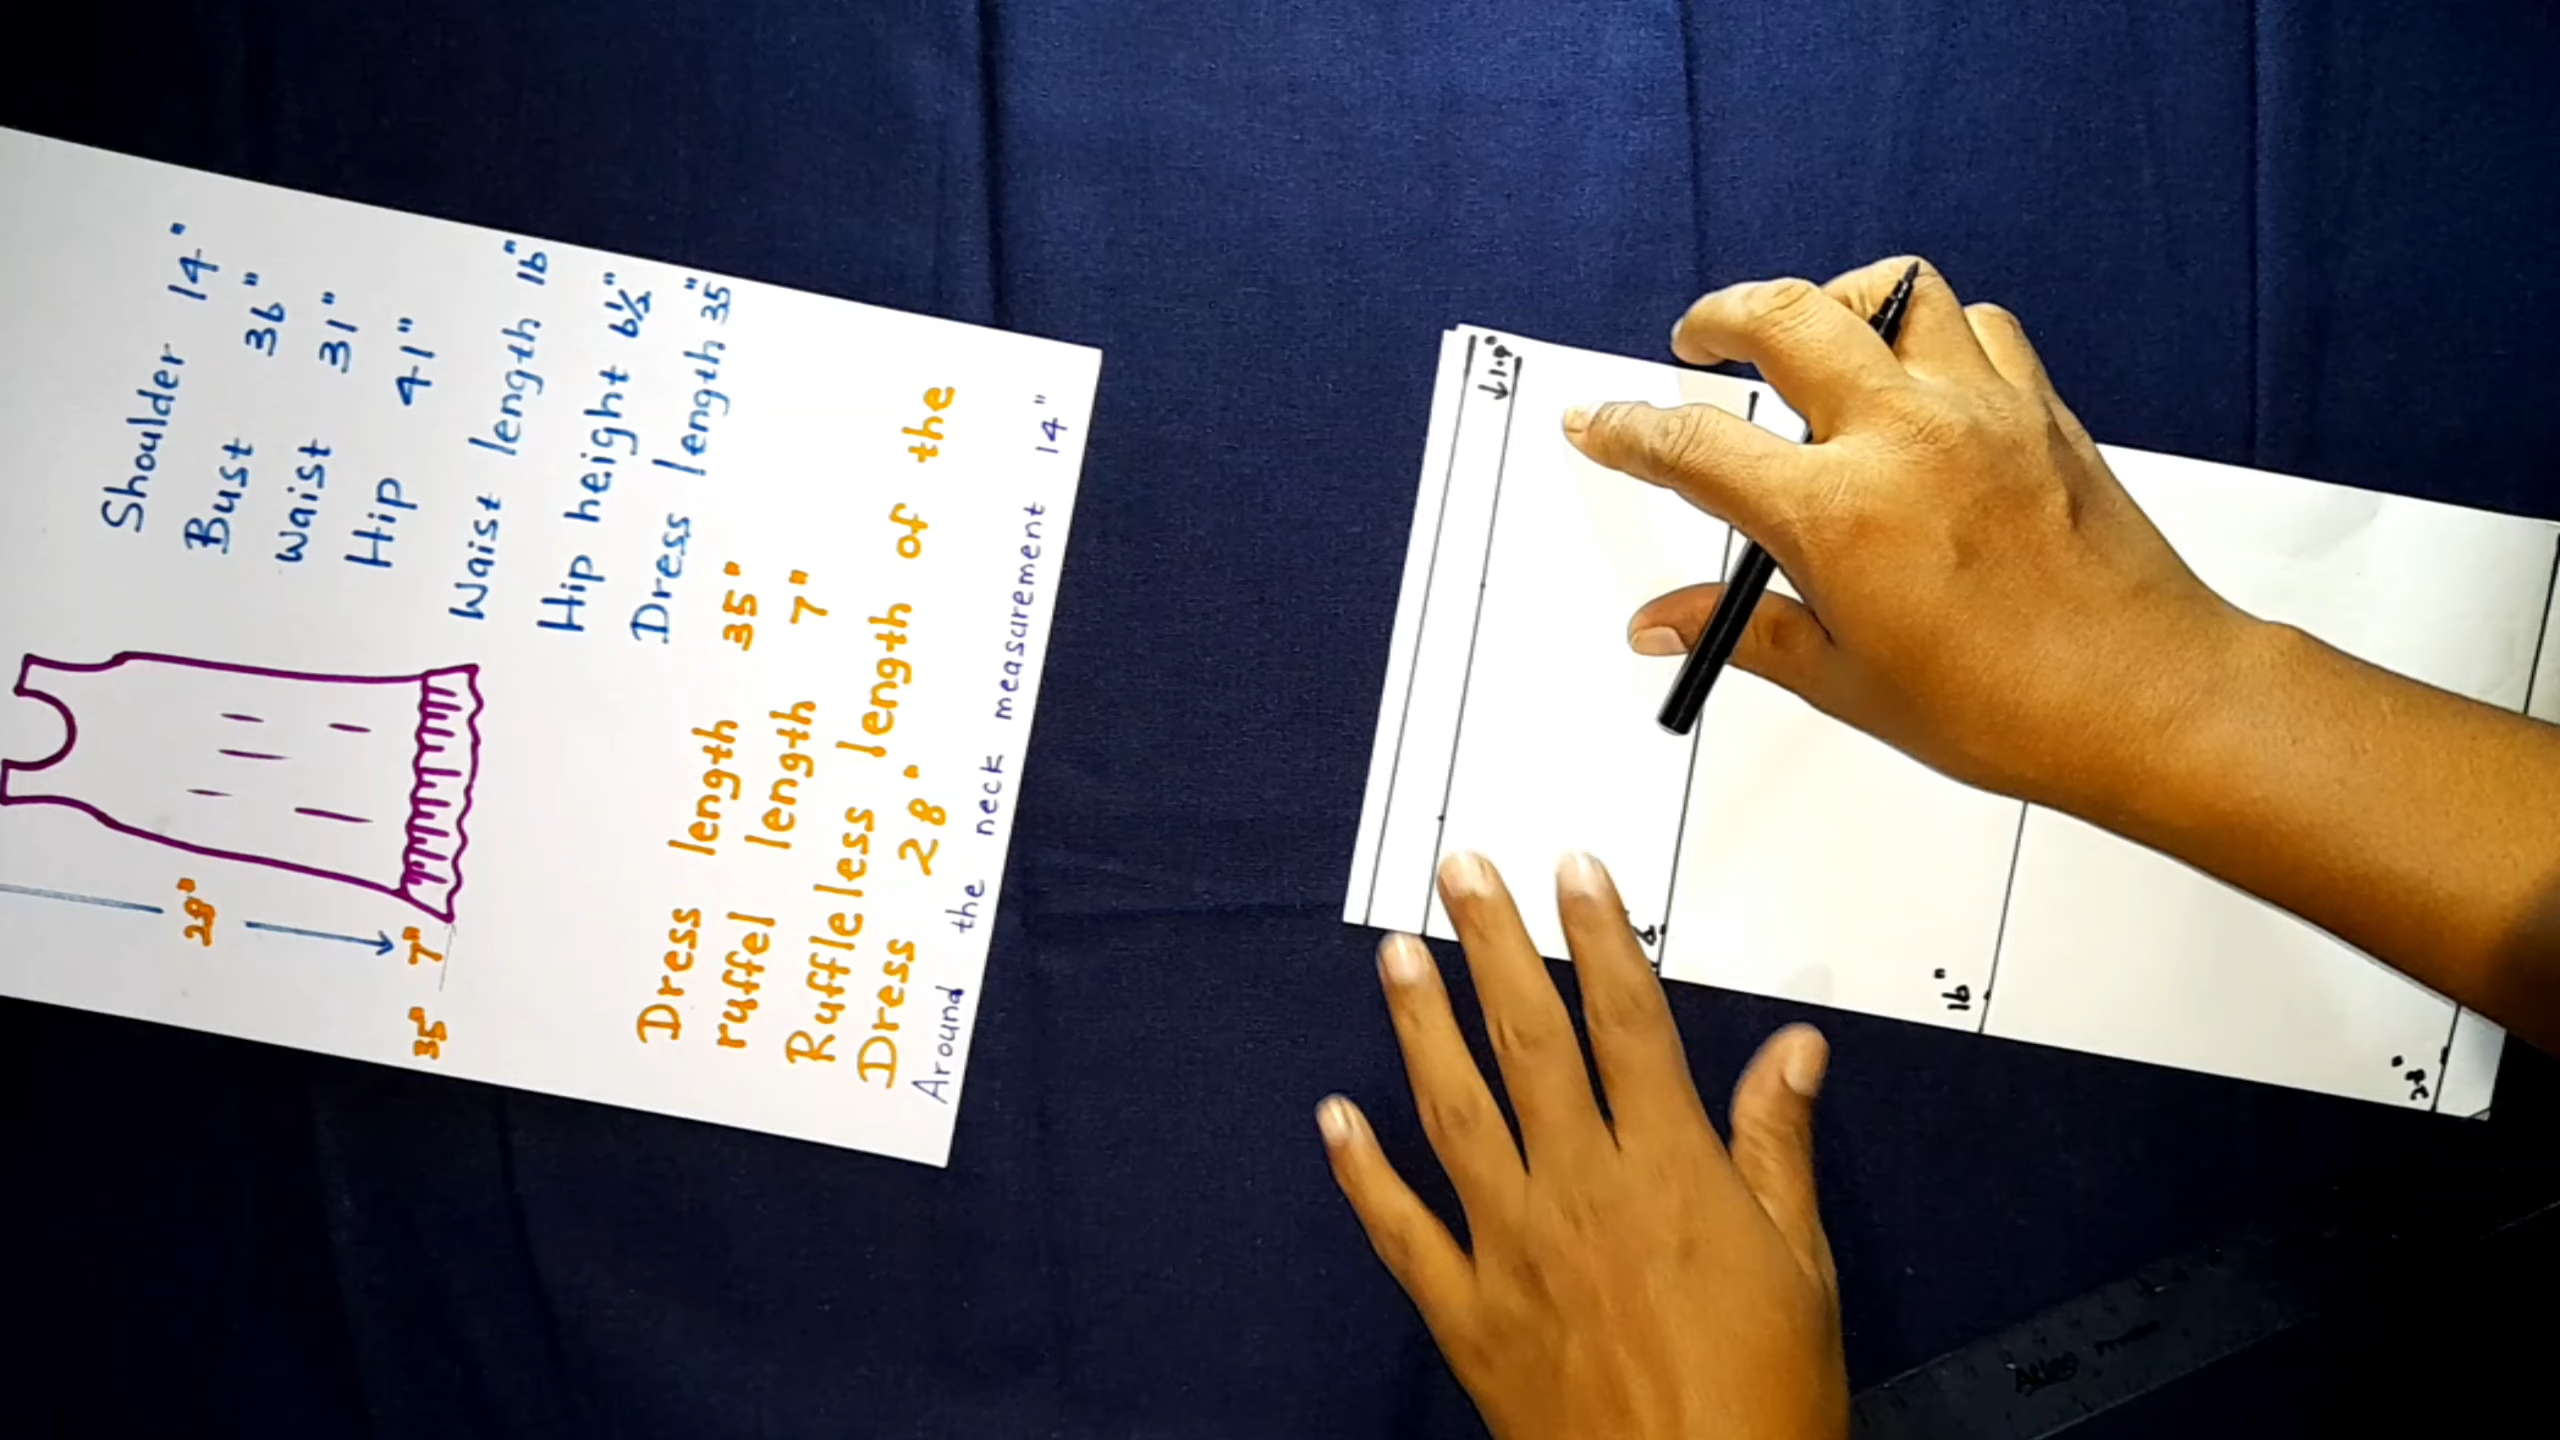 Shoulder 14"
Bust 36"
Waist 31"
Hip 41"
Waist length 16"
Hip height 6½"
Dress length 35"
28"
7"
35"
Dress length 35"
ruffel length 7"
Ruffleless length of the
Dress 28"
Around the neck measurement 14"
8
16"
28"